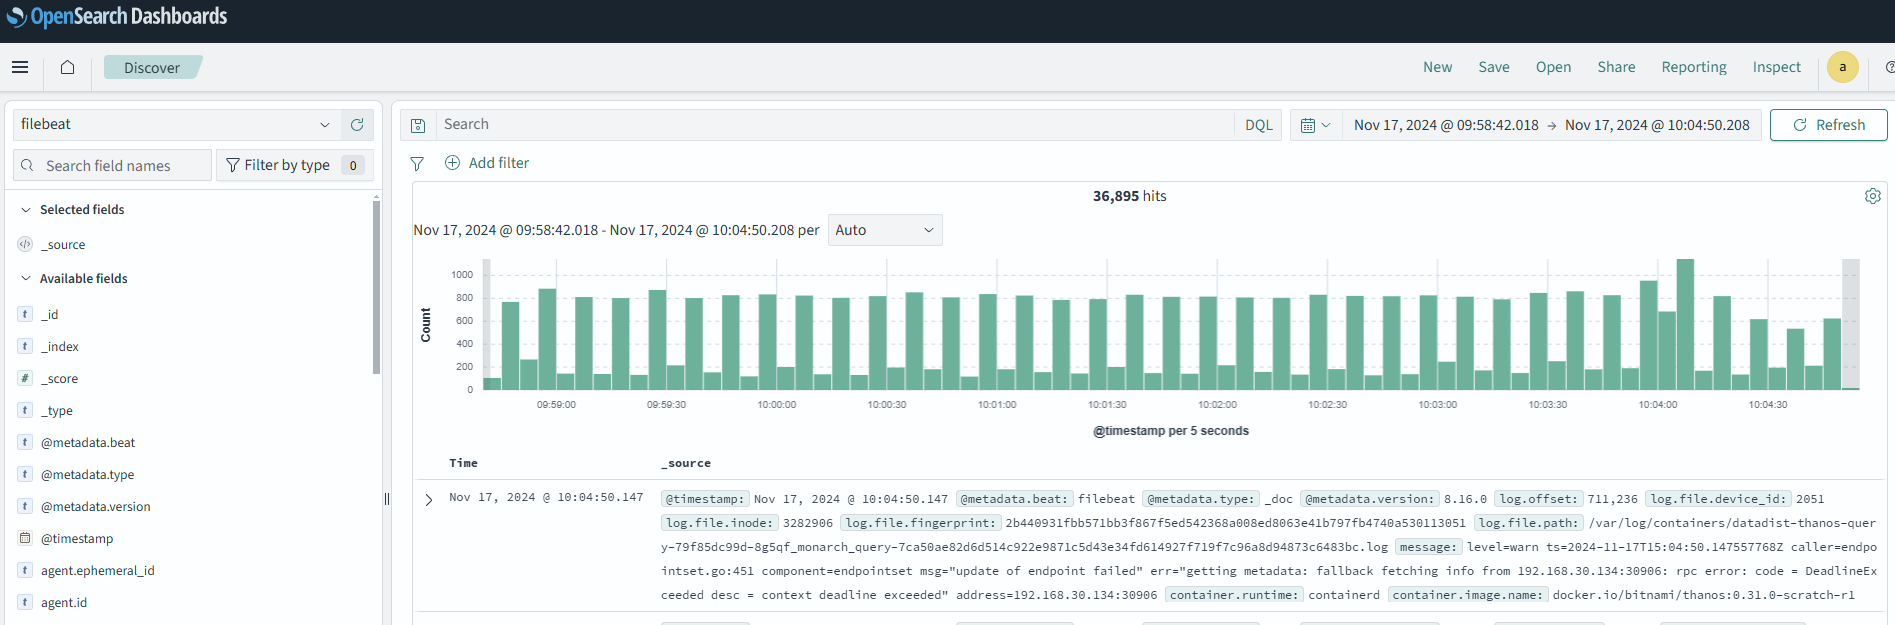 OpenSearch Dashboards
Discover
New Save Open Share Reporting Inspect a
filebeat
Search DQL
Nov 17, 2024 @ 09:58:42.018 → Nov 17, 2024 @ 10:04:50.208
Refresh
Search field names
Filter by type 0
Add filter
Selected fields
_source
Available fields
t _id
t _index
# _score
t _type
t @metadata.beat
t @metadata.type
t @metadata.version
@timestamp
t agent.ephemeral_id
t agent.id
36,895 hits
Nov 17, 2024 @ 09:58:42.018 - Nov 17, 2024 @ 10:04:50.208 per Auto
Count
1000
800
600
400
200
0
09:59:00 09:59:30 10:00:00 10:00:30 10:01:00 10:01:30 10:02:00 10:02:30 10:03:00 10:03:30 10:04:00 10:04:30
@timestamp per 5 seconds
Time _source
Nov 17, 2024 @ 10:04:50.147
@timestamp: Nov 17, 2024 @ 10:04:50.147 @metadata.beat: filebeat @metadata.type: _doc @metadata.version: 8.16.0 log.offset: 711,236 log.file.device_id: 2051
log.file.inode: 3282906 log.file.fingerprint: 2b440931fbb571bb3f867f5ed542368a008ed8063e41b797fb4740a530113051 log.file.path: /var/log/containers/datadist-thanos-quer
y-79f85dc99d-8g5qf_monarch_query-7ca50ae82d6d514c922e9871c5d43e34fd614927f719f7c96a8d94873c6483bc.log message: level=warn ts=2024-11-17T15:04:50.147557768Z caller=endpo
intset.go:451 component=endpointset msg="update of endpoint failed" err="getting metadata: fallback fetching info from 192.168.30.134:30906: rpc error: code = DeadlineEx
ceeded desc = context deadline exceeded" address=192.168.30.134:30906 container.runtime: containerd container.image.name: docker.io/bitnami/thanos:0.31.0-scratch-r1